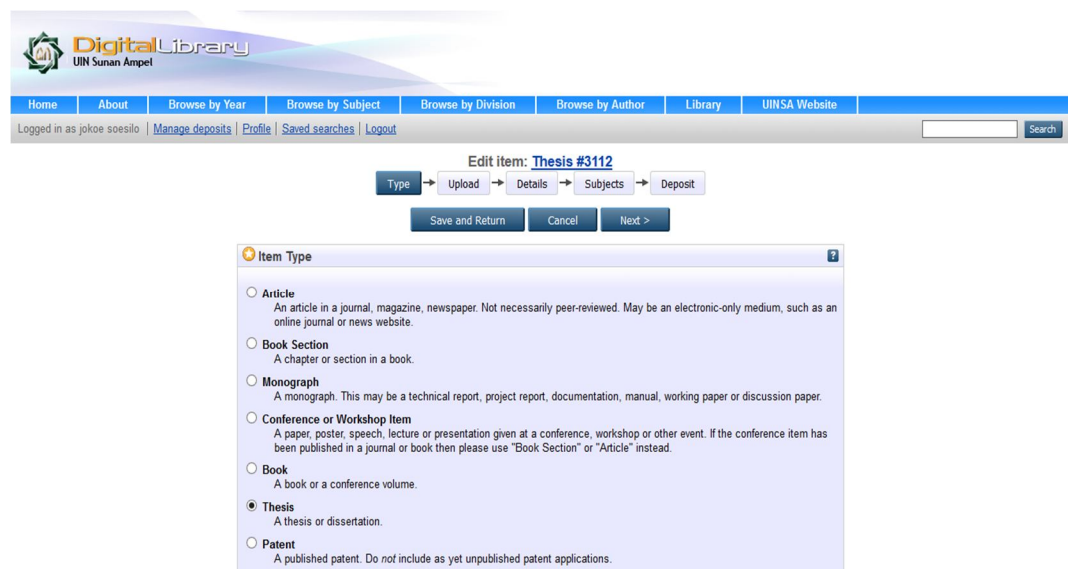 DigitalLibrary
UIN Sunan Ampel
Home About Browse by Year Browse by Subject Browse by Division Browse by Author Library UINSA Website
Logged in as jokoe soesilo | Manage deposits | Profile | Saved searches | Logout Search
Edit item: Thesis #3112
Type → Upload → Details → Subjects → Deposit
Save and Return Cancel Next >
Item Type ?
Article
An article in a journal, magazine, newspaper. Not necessarily peer-reviewed. May be an electronic-only medium, such as an
online journal or news website.
Book Section
A chapter or section in a book.
Monograph
A monograph. This may be a technical report, project report, documentation, manual, working paper or discussion paper.
Conference or Workshop Item
A paper, poster, speech, lecture or presentation given at a conference, workshop or other event. If the conference item has
been published in a journal or book then please use "Book Section" or "Article" instead.
Book
A book or a conference volume.
Thesis
A thesis or dissertation.
Patent
A published patent. Do not include as yet unpublished patent applications.